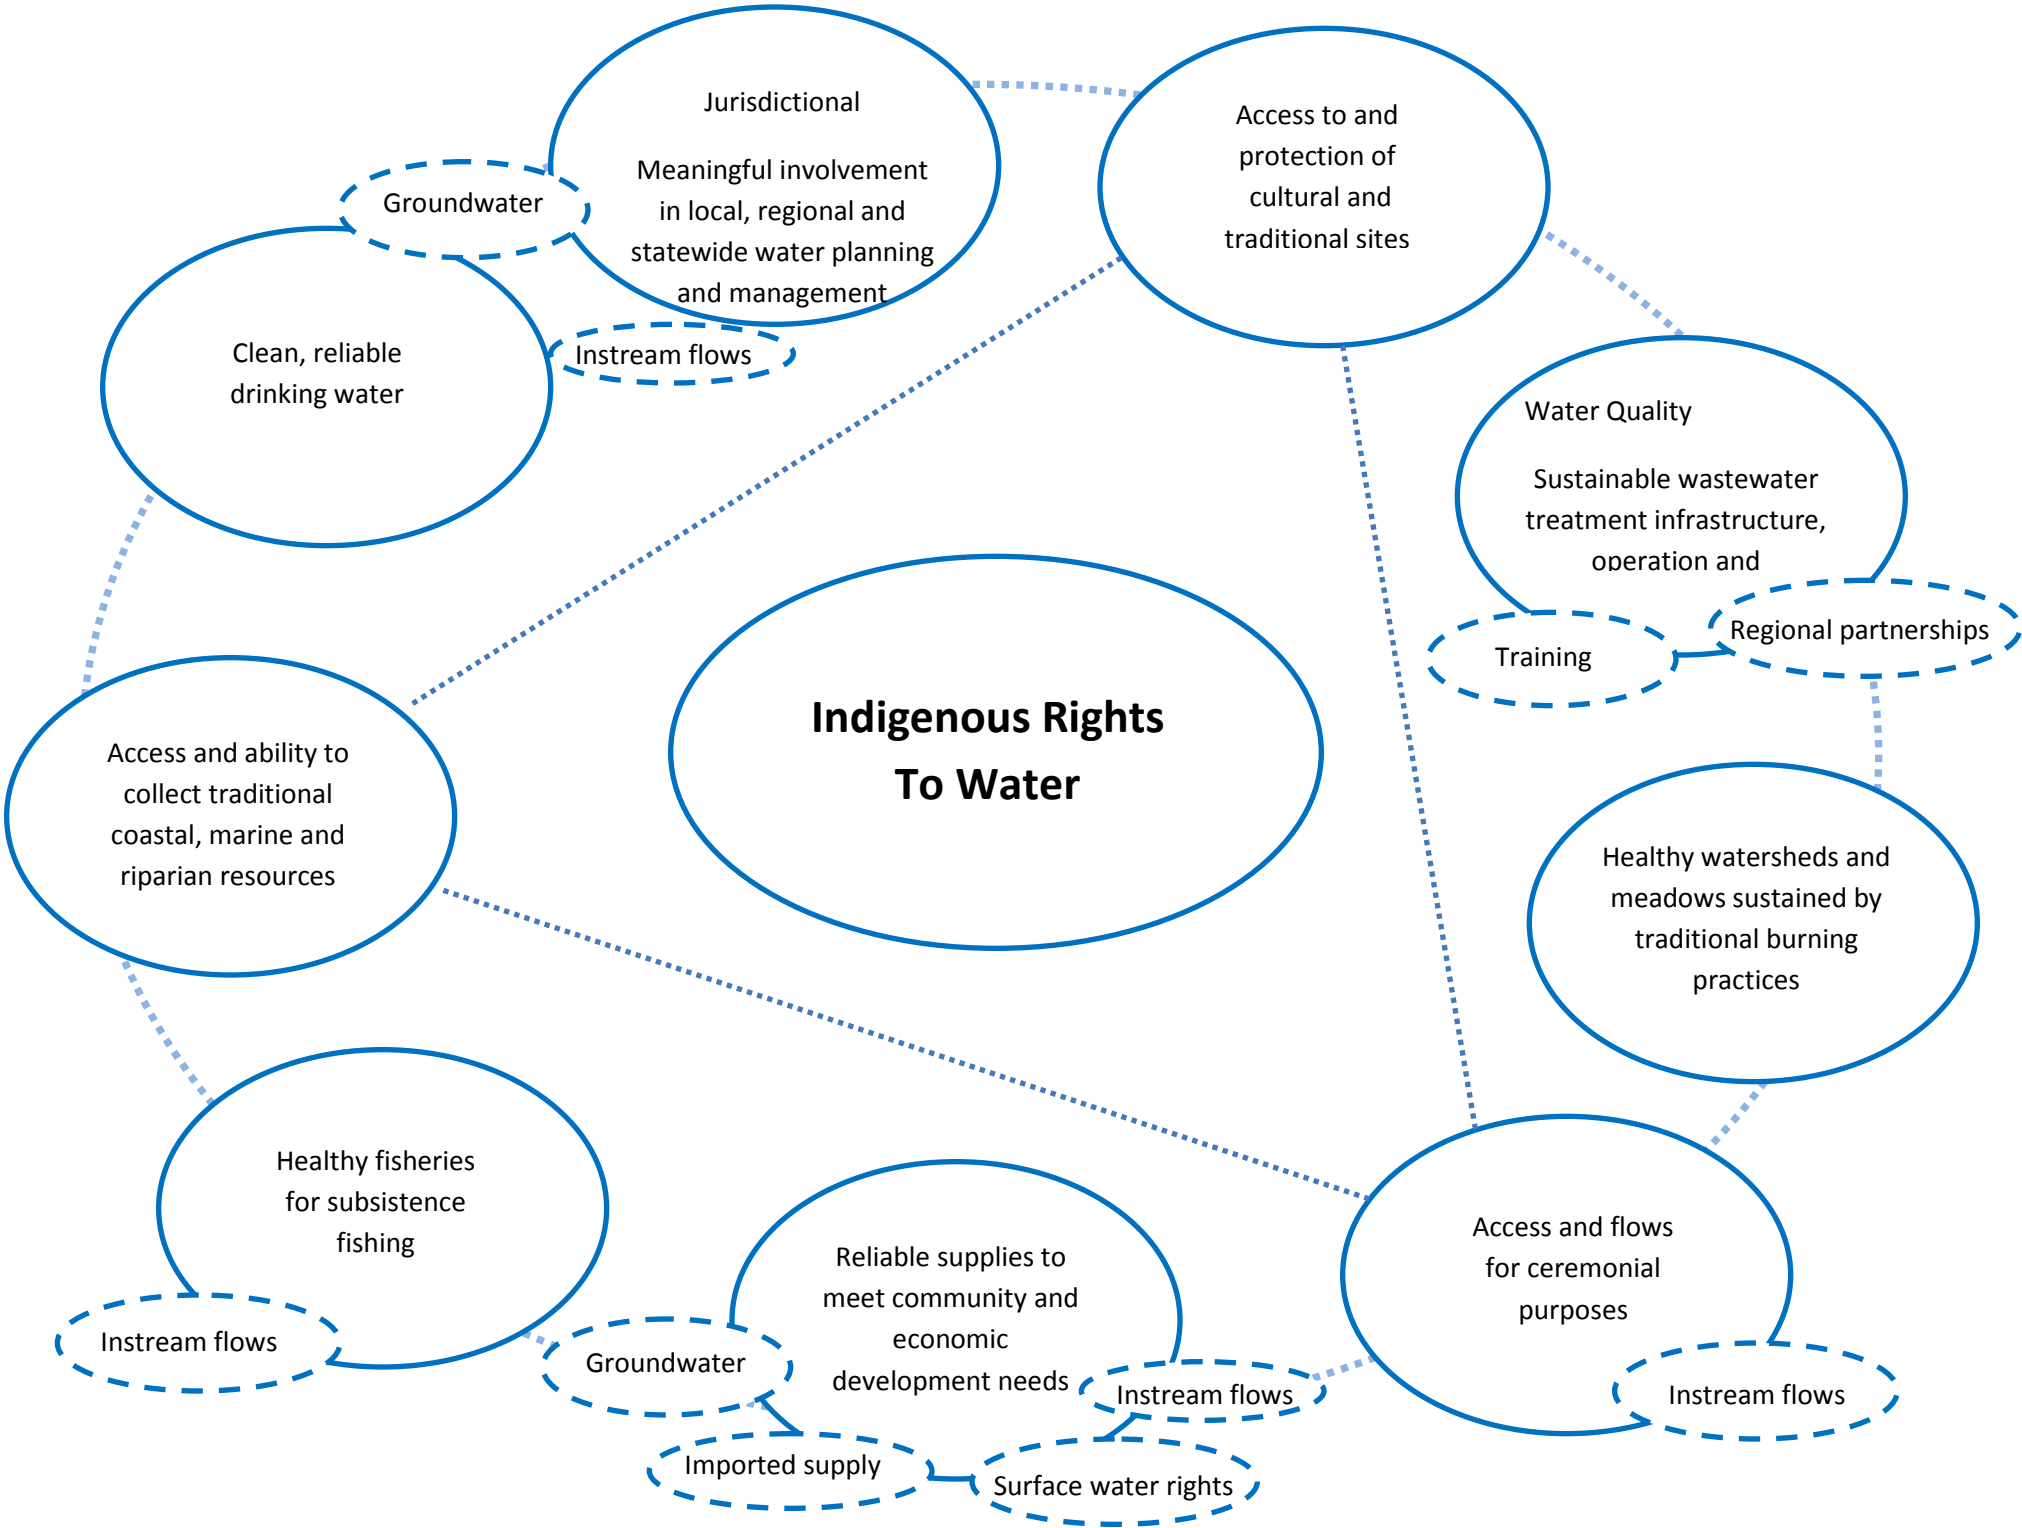 Jurisdictional
Meaningful involvement
in local, regional and
statewide water planning
and management
Access to and
protection of
cultural and
traditional sites
Groundwater
Clean, reliable
drinking water
Instream flows
Water Quality
Sustainable wastewater
treatment infrastructure,
operation and
Training
Regional partnerships
Indigenous Rights
To Water
Access and ability to
collect traditional
coastal, marine and
riparian resources
Healthy watersheds and
meadows sustained by
traditional burning
practices
Healthy fisheries
for subsistence
fishing
Instream flows
Reliable supplies to
meet community and
economic
development needs
Groundwater
Imported supply
Surface water rights
Instream flows
Access and flows
for ceremonial
purposes
Instream flows